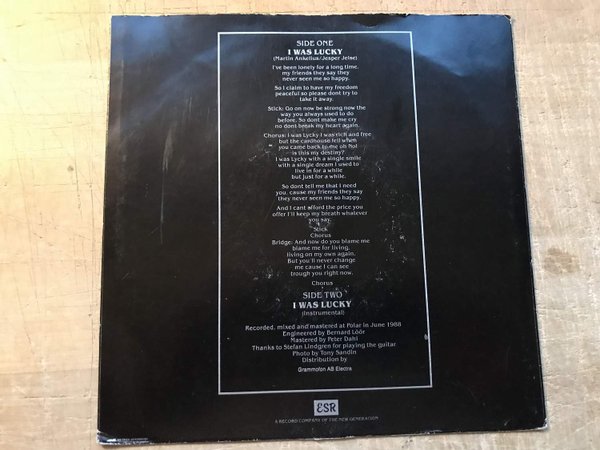 SIDE ONE
I WAS LUCKY
(Martin Ankelius/Jesper Jelse)
I've been lonely for a long time,
my friends they say they
never seen me so happy.
So I claim to have my freedom
peaceful so please dont try to
take it away.
Stick: Go on now be strong now the
way you always used to do
before. So dont make me cry
no dont break my heart again.
Chorus: I was Lycky I was rich and free
but the cardhouse fell when
you came back to me oh No!
is this my destiny?
I was Lycky with a single smile
with a single dream I used to
live in for a while
but just for a while.
So dont tell me that I need
you, cause my friends they say
they never seen me so happy.
And I cant afford the price you
offer I'll keep my breath whatever
you say.
Stick
Chorus
Bridge: And now do you blame me
blame me for living,
living on my own again.
But you'll never change
me cause I can see
trough you right now.
Chorus
SIDE TWO
I WAS LUCKY
(Instrumental)
Recorded, mixed and mastered at Polar in June 1988
Engineered by Bernard Löör
Mastered by Peter Dahl
Thanks to Stefan Lindgren for playing the guitar
Photo by Tony Sandin
Distribution by
Grammofon AB Electra
ESR
A RECORD COMPANY OF THE NEW GENERATION